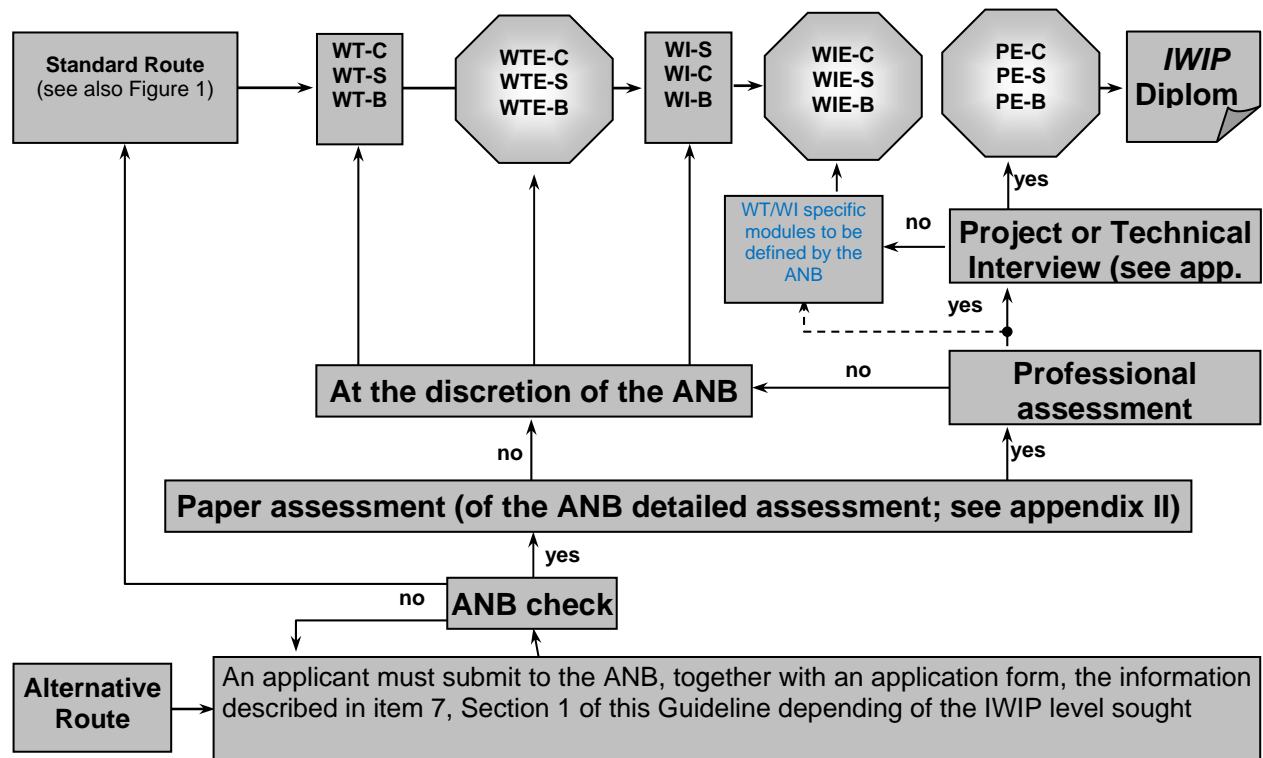 Standard Route
(see also Figure 1)
WT-C
WT-S
WT-B
WTE-C
WTE-S
WTE-B
WI-S
WI-C
WI-B
WIE-C
WIE-S
WIE-B
PE-C
PE-S
PE-B
IWIP
Diplom
yes
WT/WI specific
modules to be
defined by the
ANB
no
Project or Technical
Interview (see app.
yes
At the discretion of the ANB
no
Professional
assessment
no
yes
Paper assessment (of the ANB detailed assessment; see appendix II)
yes
no
ANB check
Alternative
Route
An applicant must submit to the ANB, together with an application form, the information
described in item 7, Section 1 of this Guideline depending of the IWIP level sought